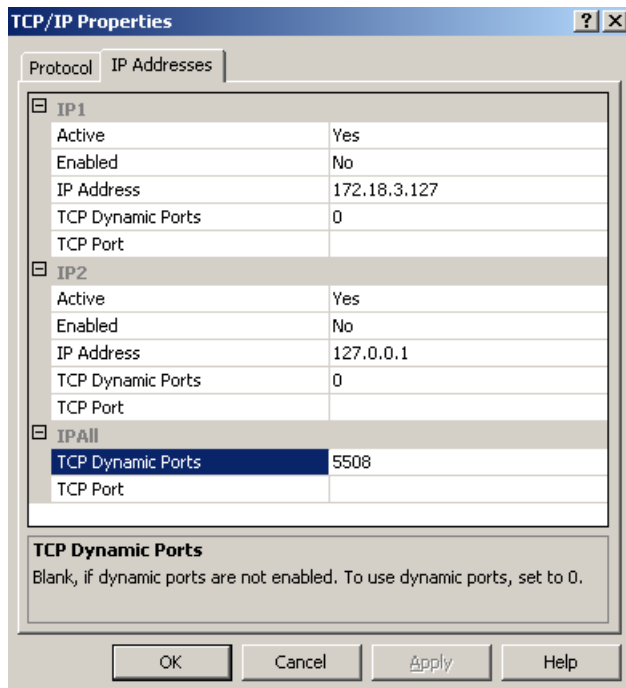 TCP/IP Properties
Protocol IP Addresses
IP1
Active Yes
Enabled No
IP Address 172.18.3.127
TCP Dynamic Ports 0
TCP Port
IP2
Active Yes
Enabled No
IP Address 127.0.0.1
TCP Dynamic Ports 0
TCP Port
IPAll
TCP Dynamic Ports 5508
TCP Port
TCP Dynamic Ports
Blank, if dynamic ports are not enabled. To use dynamic ports, set to 0.
OK Cancel Apply Help